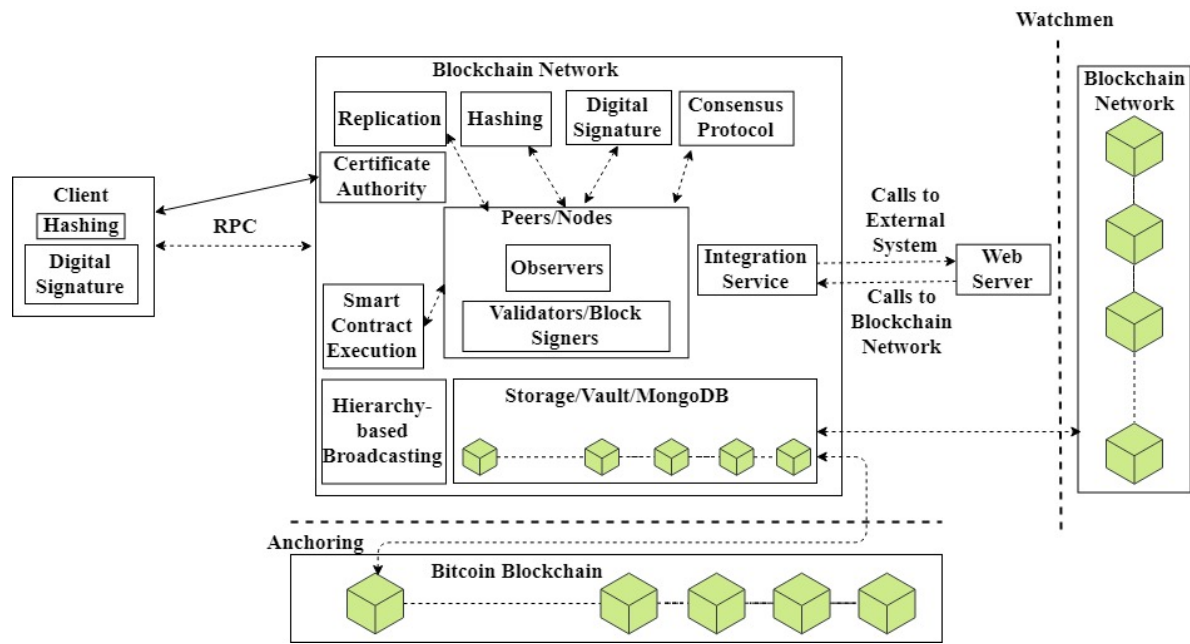 Watchmen
Blockchain Network
Blockchain
Network
Replication
Hashing
Digital
Signature
Consensus
Protocol
Certificate
Authority
Client
Hashing
Digital
Signature
RPC
Peers/Nodes
Observers
Validators/Block
Signers
Smart
Contract
Execution
Integration
Service
Calls to
External
System
Web
Server
Calls to
Blockchain
Network
Hierarchy-
based
Broadcasting
Storage/Vault/MongoDB
Anchoring
Bitcoin Blockchain